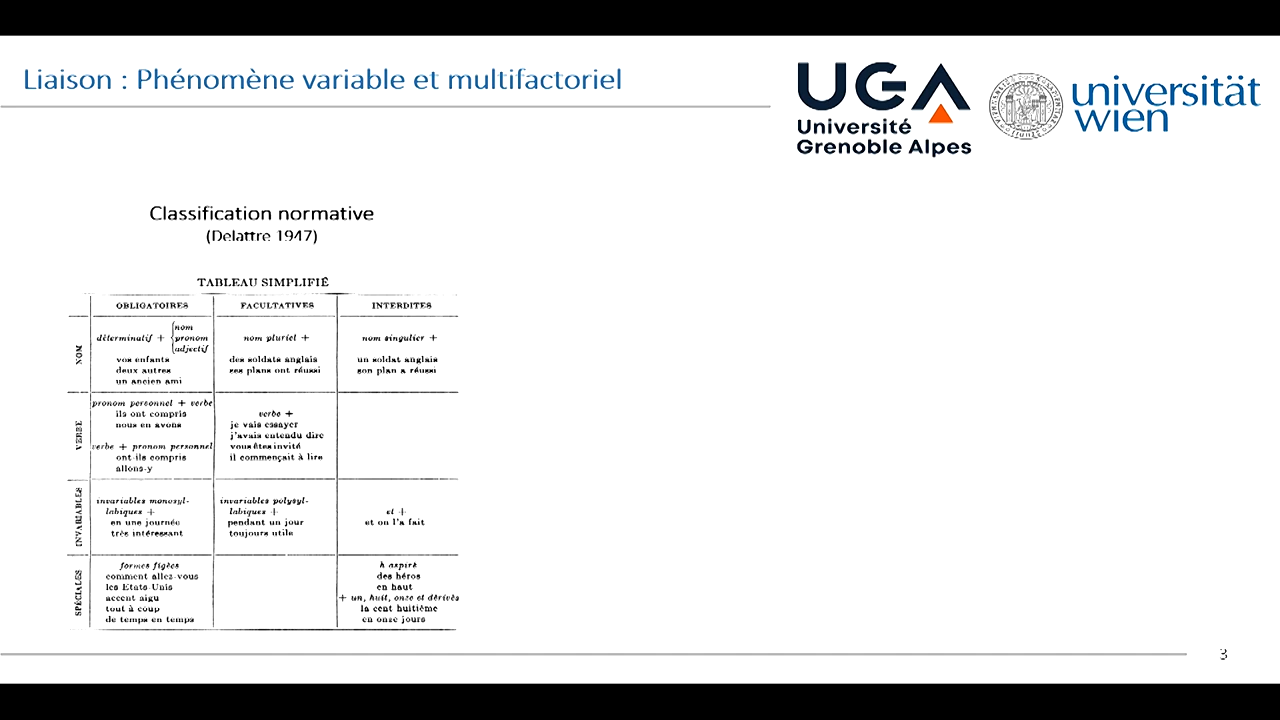 Liaison : Phénomène variable et multifactoriel
UGA
Université
Grenoble Alpes
universität
wien
Classification normative
(Delattre 1947)
TABLEAU SIMPLIFIÉ
OBLIGATOIRES
FACULTATIVES
INTERDITES
NOM
déterminatif + { nom
pronom
adjectif
vos enfants
deux autres
un ancien ami
nom pluriel +
des soldats anglais
ses plans ont réussi
nom singulier +
un soldat anglais
son plan a réussi
VERBE
pronom personnel + verbe
ils ont compris
nous en avons
verbe + pronom personnel
ont-ils compris
allons-y
verbe +
je vais essayer
j'avais entendu dire
vous êtes invité
il commençait à lire
INVARIABLES
invariables monosyl-
labiques +
en une journée
très intéressant
invariables polysyl-
labiques +
pendant un jour
toujours utile
et +
et on l'a fait
SPÉCIALES
formes figées
comment allez-vous
les Etats-Unis
accent aigu
tout à coup
de temps en temps
h aspiré
des héros
en haut
+ un, huit, onze et dérivés
la cent huitième
en onze jours
3